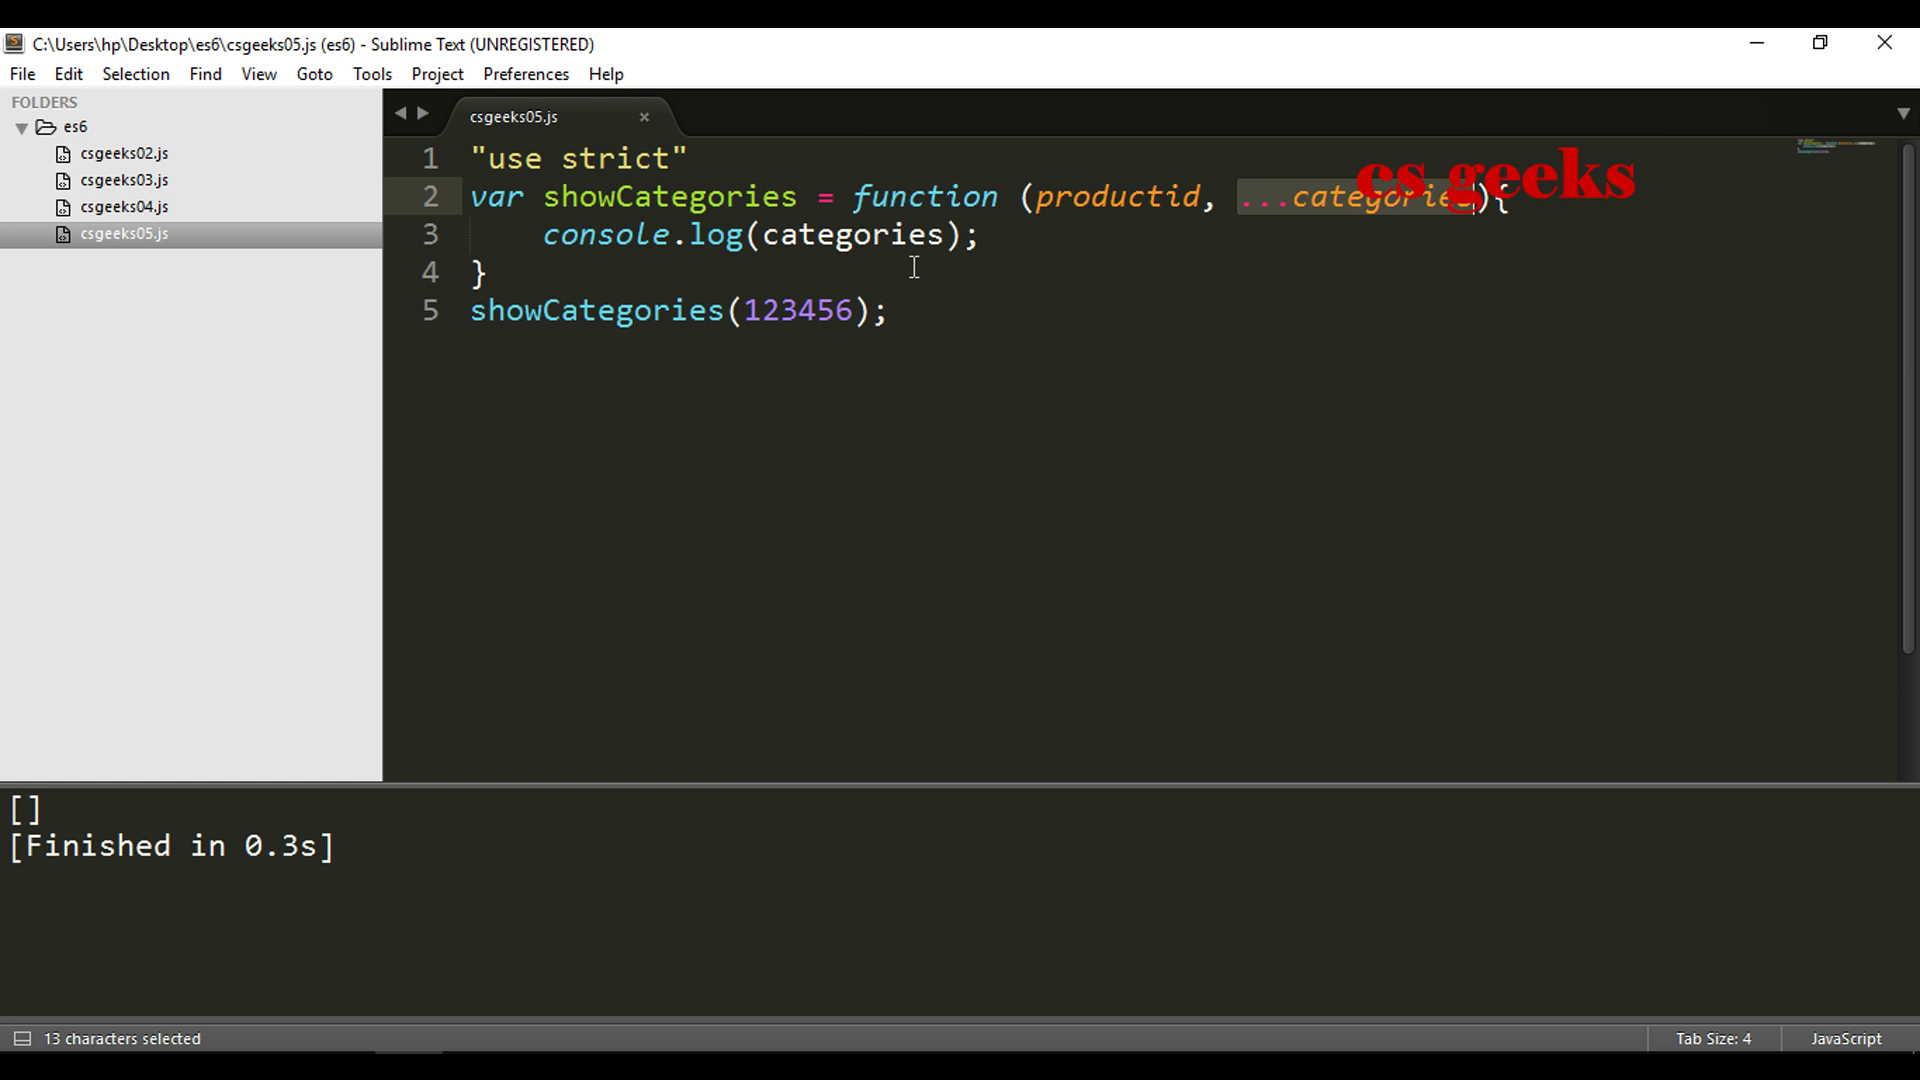 C:\Users\hp\Desktop\es6\csgeeks05.js (es6) - Sublime Text (UNREGISTERED)
File Edit Selection Find View Goto Tools Project Preferences Help
FOLDERS
es6
csgeeks02.js
csgeeks03.js
csgeeks04.js
csgeeks05.js
csgeeks05.js ×
cs geeks
1 "use strict"
2 var showCategories = function (productid, ...categories){
3 console.log(categories);
4 }
5 showCategories(123456);
[]
[Finished in 0.3s]
13 characters selected
Tab Size: 4 JavaScript